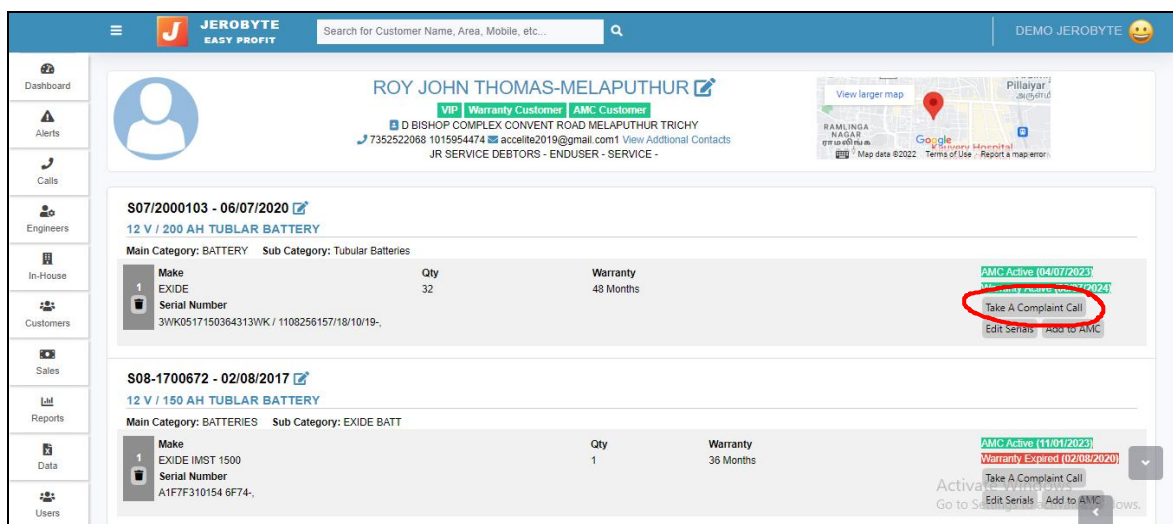 JEROBYTE
EASY PROFIT
Search for Customer Name, Area, Mobile, etc...
DEMO JEROBYTE
Dashboard
Alerts
Calls
Engineers
In-House
Customers
Sales
Reports
Data
Users
ROY JOHN THOMAS-MELAPUTHUR
VIP Warranty Customer AMC Customer
D BISHOP COMPLEX CONVENT ROAD MELAPUTHUR TRICHY
7352522068 1015954474 accelite2019@gmail.com1 View Addtional Contacts
JR SERVICE DEBTORS - ENDUSER - SERVICE -
View larger map
Pillaiyar
RAMLINGA
NAGAR
Google
Kauvery Hospital
Map data ©2022 Terms of Use Report a map error
S07/2000103 - 06/07/2020
12 V / 200 AH TUBLAR BATTERY
Main Category: BATTERY Sub Category: Tubular Batteries
1
Make Qty Warranty
EXIDE 32 48 Months
Serial Number
3WK0517150364313WK / 1108256157/18/10/19-,
AMC Active (04/07/2023)
Warranty Active
Take A Complaint Call
Edit Serials Add to AMC
S08-1700672 - 02/08/2017
12 V / 150 AH TUBLAR BATTERY
Main Category: BATTERIES Sub Category: EXIDE BATT
1
Make Qty Warranty
EXIDE IMST 1500 1 36 Months
Serial Number
A1F7F310154 6F74-,
AMC Active (11/01/2023)
Warranty Expired (02/08/2020)
Take A Complaint Call
Edit Serials Add to AMC